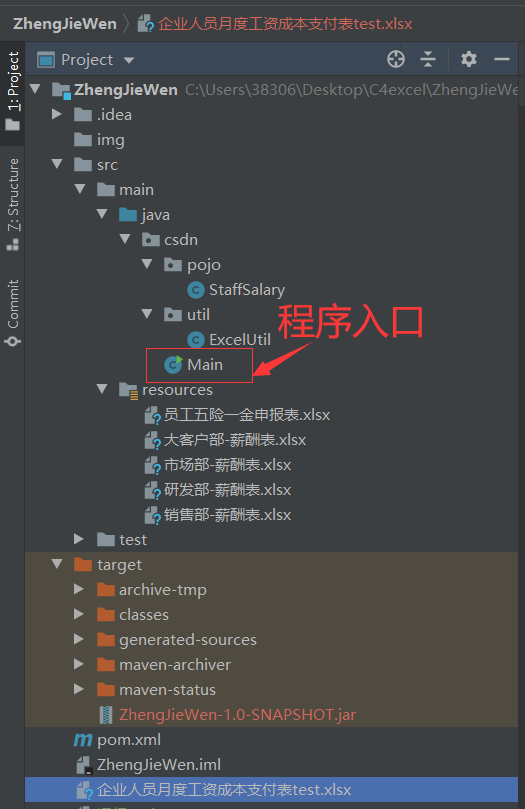 ZhengJieWen 企业人员月度工资成本支付表test.xlsx
1: Project
Project
ZhengJieWen C:\Users\38306\Desktop\C4excel\ZhengJieWe
.idea
img
src
main
java
csdn
pojo
StaffSalary
util
程序入口
ExcelUtil
Main
resources
员工五险一金申报表.xlsx
大客户部-薪酬表.xlsx
市场部-薪酬表.xlsx
研发部-薪酬表.xlsx
销售部-薪酬表.xlsx
test
target
archive-tmp
classes
generated-sources
maven-archiver
maven-status
ZhengJieWen-1.0-SNAPSHOT.jar
pom.xml
ZhengJieWen.iml
企业人员月度工资成本支付表test.xlsx
Z: Structure
Commit